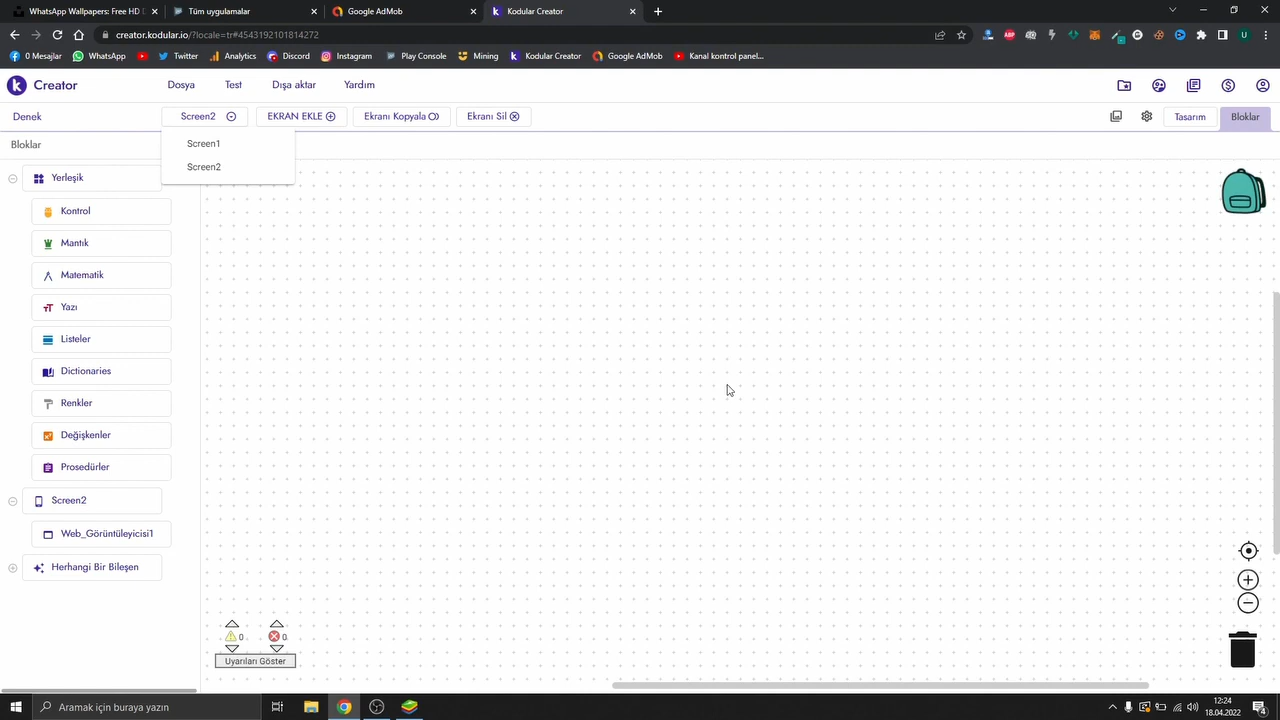 WhatsApp Wallpapers: Free HD [
Tüm uygulamalar
Google AdMob
Kodular Creator
creator.kodular.io/?locale=tr#4543192101814272
0 Mesajlar
WhatsApp
Twitter
Analytics
Discord
Instagram
Play Console
Mining
Kodular Creator
Google AdMob
Kanal kontrol panel...
Creator
Dosya
Test
Dışa aktar
Yardım
Denek
Screen2
EKRAN EKLE
Ekranı Kopyala
Ekranı Sil
Tasarım
Bloklar
Bloklar
Screen1
Screen2
Yerleşik
Kontrol
Mantık
Matematik
Yazı
Listeler
Dictionaries
Renkler
Değişkenler
Prosedürler
Screen2
Web_Görüntüleyicisi1
Herhangi Bir Bileşen
0
0
Uyarıları Göster
Aramak için buraya yazın
12:24
18.04.2022